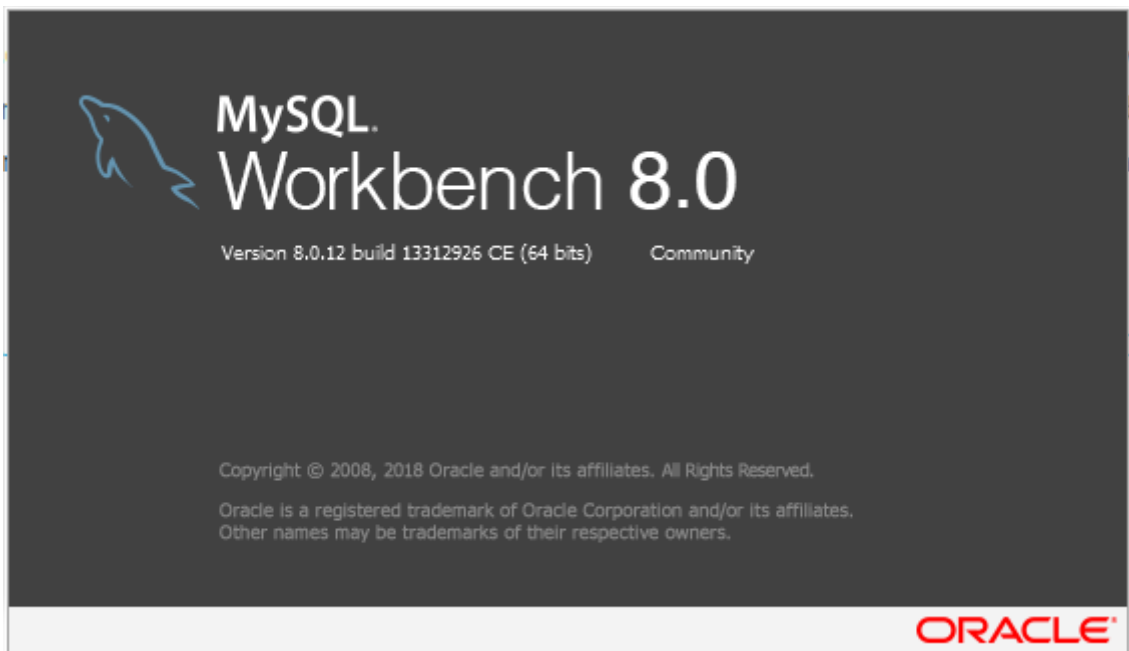 MySQL.
Workbench 8.0
Version 8.0.12 build 13312926 CE (64 bits) Community
Copyright © 2008, 2018 Oracle and/or its affiliates. All Rights Reserved.
Oracle is a registered trademark of Oracle Corporation and/or its affiliates.
Other names may be trademarks of their respective owners.
ORACLE